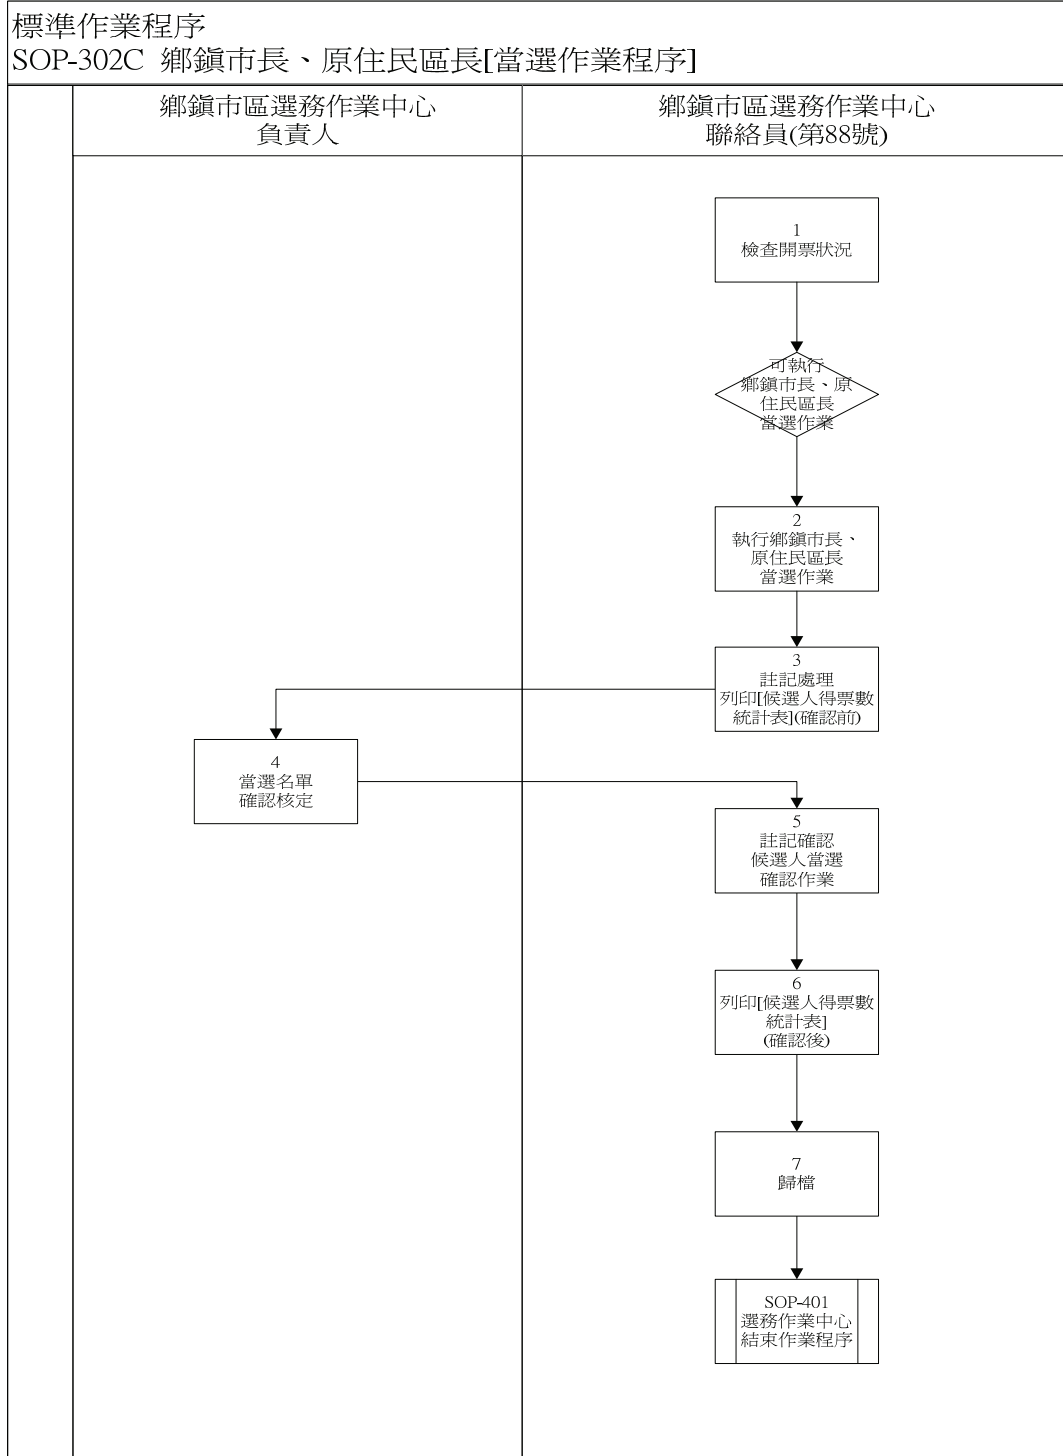 標準作業程序
SOP-302C 鄉鎮市長、原住民區長[當選作業程序]
鄉鎮市區選務作業中心
負責人
鄉鎮市區選務作業中心
聯絡員(第88號)
1
檢查開票狀況
可執行
鄉鎮市長、原
住民區長
當選作業
2
執行鄉鎮市長、
原住民區長
當選作業
3
註記處理
列印[候選人得票數
統計表](確認前)
4
當選名單
確認核定
5
註記確認
候選人當選
確認作業
6
列印[候選人得票數
統計表]
(確認後)
7
歸檔
SOP-401
選務作業中心
結束作業程序